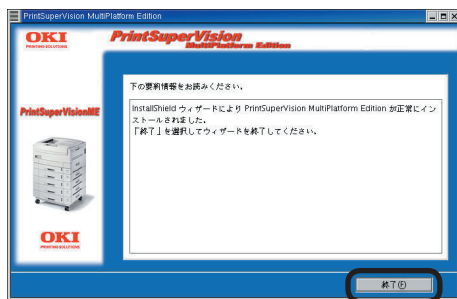 PrintSuperVision MultiPlatform Edition
OKI
PRINTING SOLUTIONS
PrintSuperVision
MultiPlatform Edition
下の要約情報をお読みください。
InstallShield ウィザードにより PrintSuperVision MultiPlatform Edition が正常にイン
ストールされました。
「終了」を選択してウィザードを終了してください。
PrintSuperVisionME
OKI
PRINTING SOLUTIONS
終了(F)